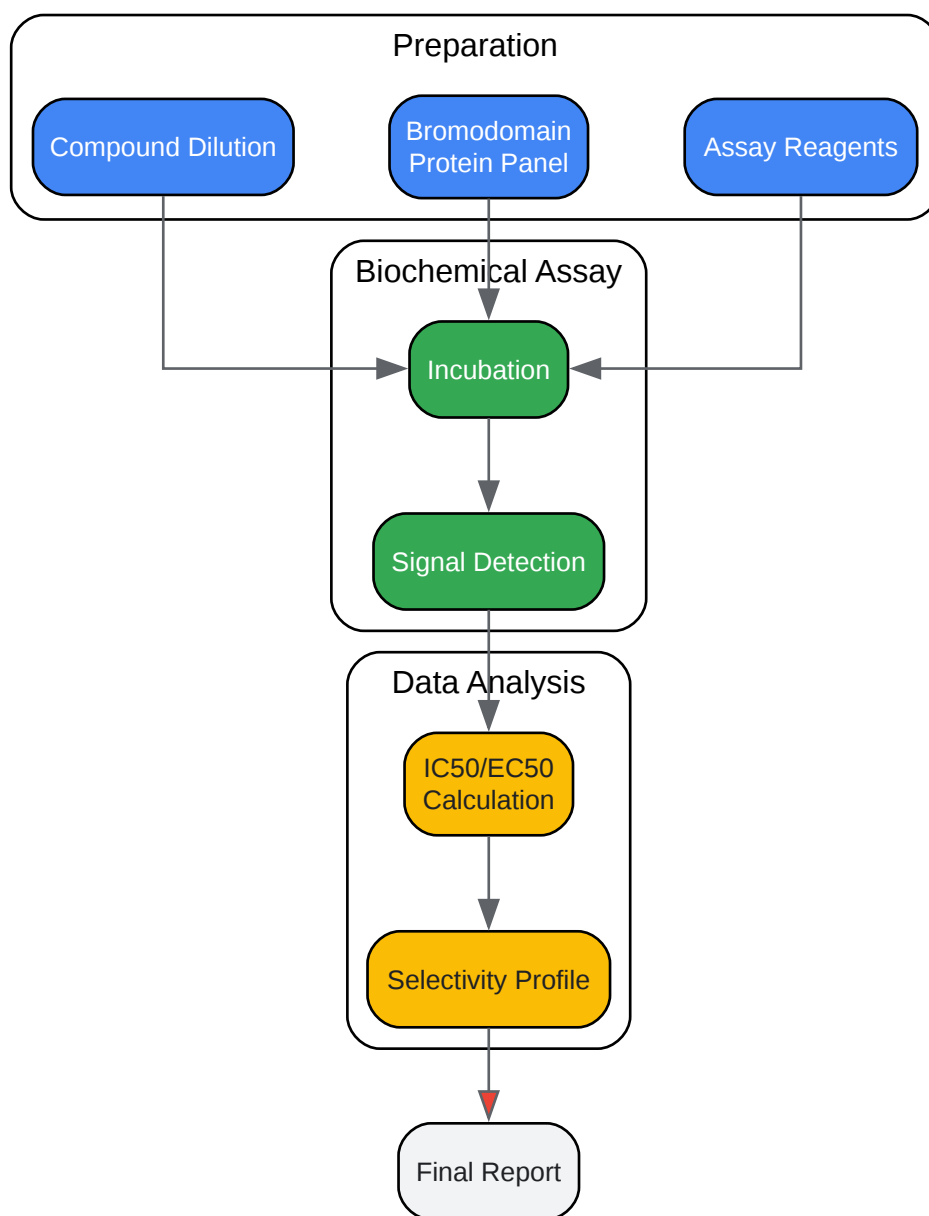 Preparation
Compound Dilution
Bromodomain
Protein Panel
Assay Reagents
Biochemical Assay
Incubation
Signal Detection
Data Analysis
IC50/EC50
Calculation
Selectivity Profile
Final Report